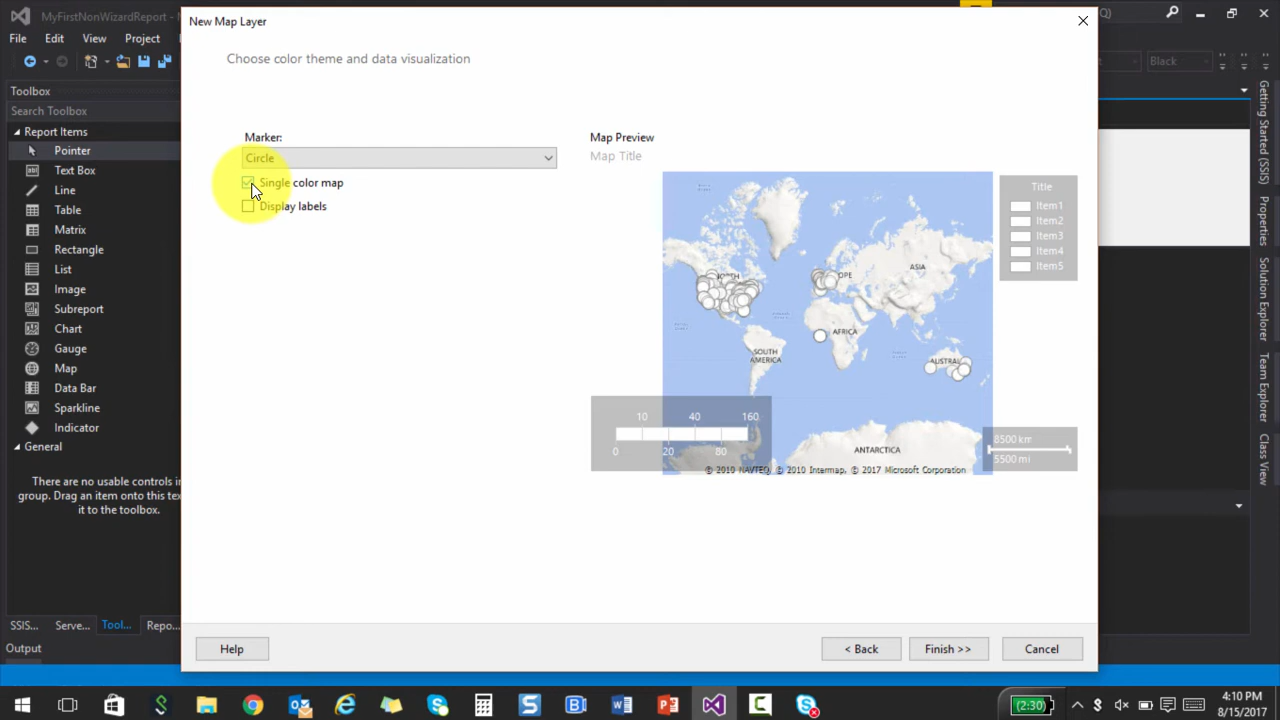 MyFirstNonWizardReport - M
New Map Layer
File
Edit
View
Project
Black
Toolbox
Search Toolbox
Report Items
Pointer
Text Box
Line
Table
Matrix
Rectangle
List
Image
Subreport
Chart
Gauge
Map
Data Bar
Sparkline
Indicator
General
There are no usable controls in
group. Drag an item onto this tex
it to the toolbox.
SSIS...
Serve...
Tool...
Repo...
Output
Choose color theme and data visualization
Marker:
Circle
Single color map
Display labels
Map Preview
Map Title
Title
Item1
Item2
Item3
Item4
Item5
ASIA
AFRICA
SOUTH
AMERICA
AUSTRAL
ANTARCTICA
10 40 160
0 20 80
8500 km
5500 mi
© 2010 NAVTEQ, © 2010 Intermap, © 2017 Microsoft Corporation
Help
< Back
Finish >>
Cancel
Getting Started (SSIS)
Properties
Solution Explorer
Team Explorer
Class View
(2:30)
4:10 PM
8/15/2017